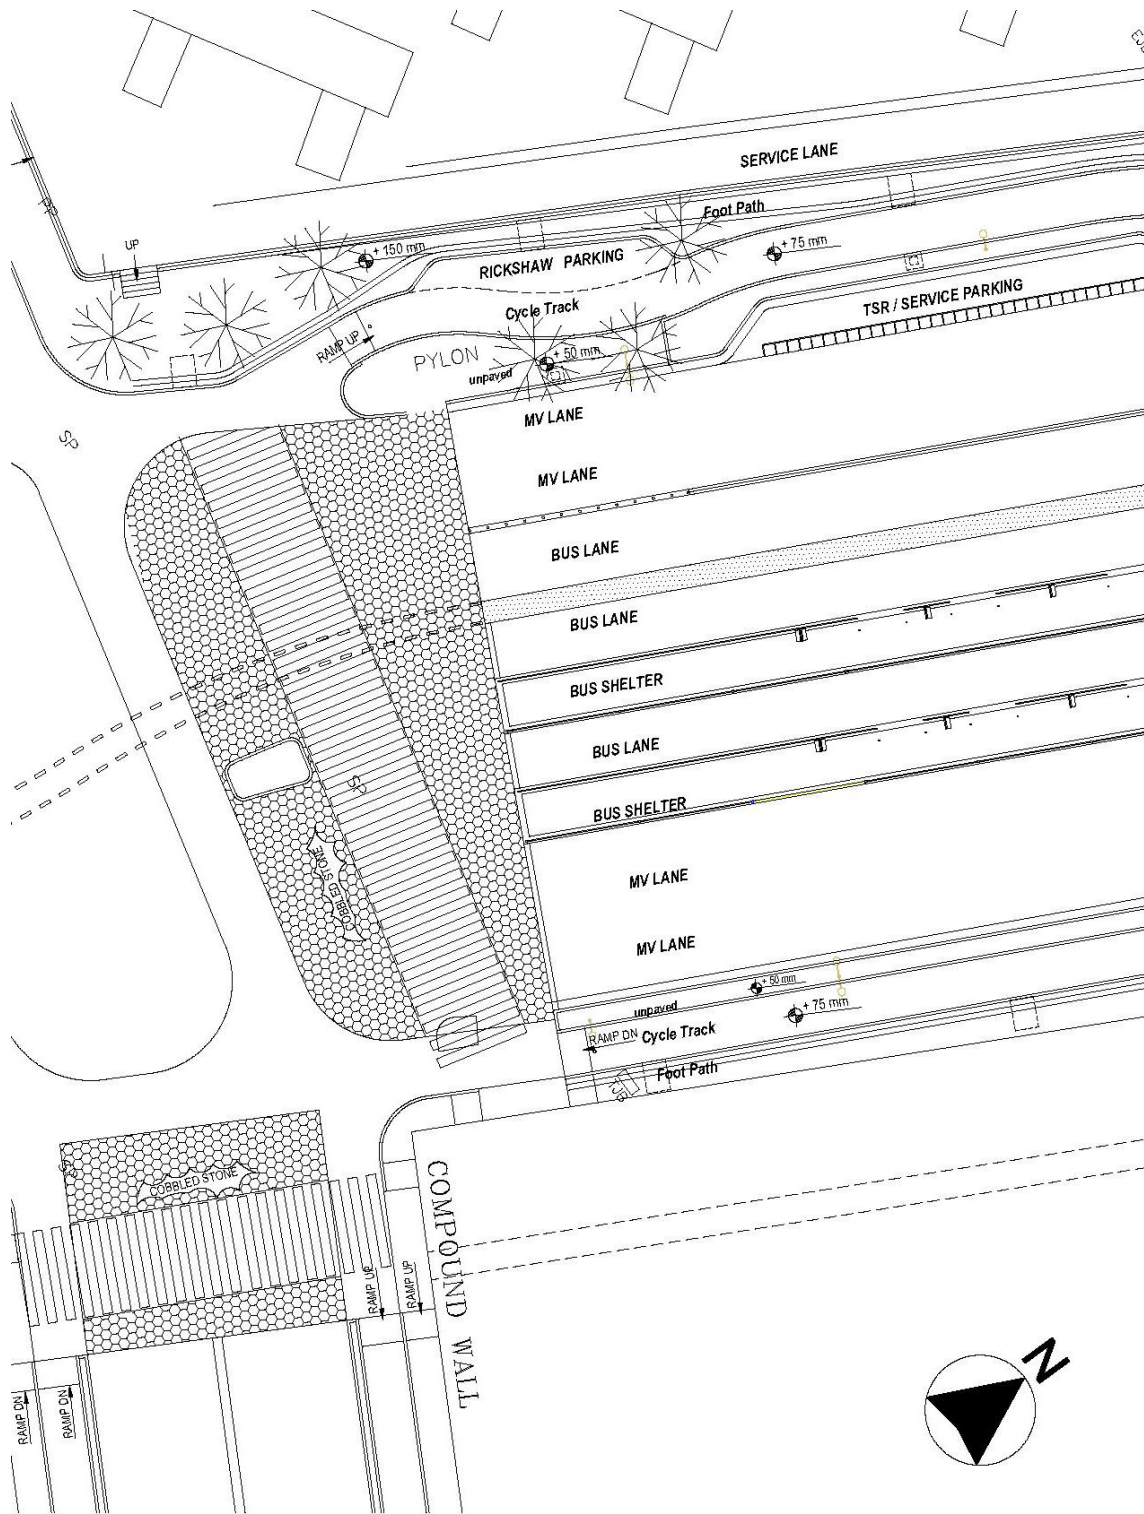 SERVICE LANE
Foot Path
UP
+ 150 mm
+ 75 mm
RICKSHAW PARKING
TSR / SERVICE PARKING
Cycle Track
RAMP UP
PYLON
+ 50 mm
unpaved
MV LANE
SP
MV LANE
BUS LANE
BUS LANE
BUS SHELTER
BUS LANE
SP
BUS SHELTER
COBBLED STONE
MV LANE
MV LANE
+ 50 mm
unpaved
+ 75 mm
RAMP DN
Cycle Track
Foot Path
SP
COBBLED STONE
COMPOUND WALL
RAMP UP
RAMP UP
N
RAMP DN
RAMP DN